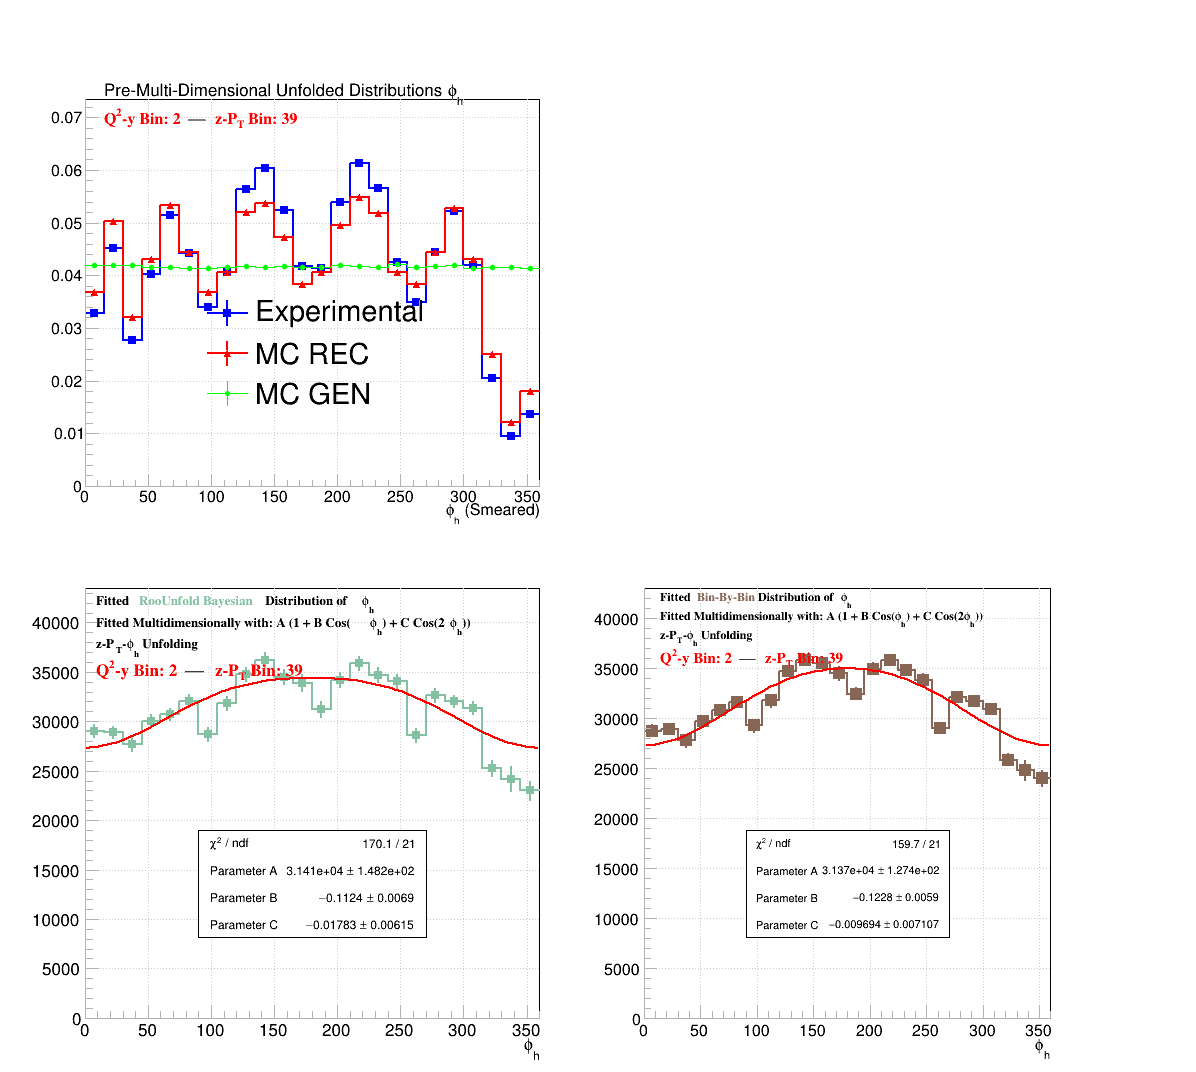 Pre-Multi-Dimensional Unfolded Distributions ϕh
Q2-y Bin: 2 — z-PT Bin: 39
0.07
0.06
0.05
0.04
0.03
0.02
0.01
0
Experimental
MC REC
MC GEN
0 50 100 150 200 250 300 350
ϕh (Smeared)
Fitted RooUnfold Bayesian Distribution of ϕh
Fitted Multidimensionally with: A (1 + B Cos( ϕh) + C Cos(2 ϕh))
z-PT-ϕh Unfolding
Q2-y Bin: 2 — z-PT Bin: 39
40000
35000
30000
25000
20000
15000
10000
5000
0
χ2 / ndf 170.1 / 21
Parameter A 3.141e+04 ± 1.482e+02
Parameter B −0.1124 ± 0.0069
Parameter C −0.01783 ± 0.00615
0 50 100 150 200 250 300 350
ϕh
Fitted Bin-By-Bin Distribution of ϕh
Fitted Multidimensionally with: A (1 + B Cos(ϕh) + C Cos(2ϕh))
z-PT-ϕh Unfolding
Q2-y Bin: 2 — z-PT Bin: 39
40000
35000
30000
25000
20000
15000
10000
5000
0
χ2 / ndf 159.7 / 21
Parameter A 3.137e+04 ± 1.274e+02
Parameter B −0.1228 ± 0.0059
Parameter C −0.009694 ± 0.007107
0 50 100 150 200 250 300 350
ϕh